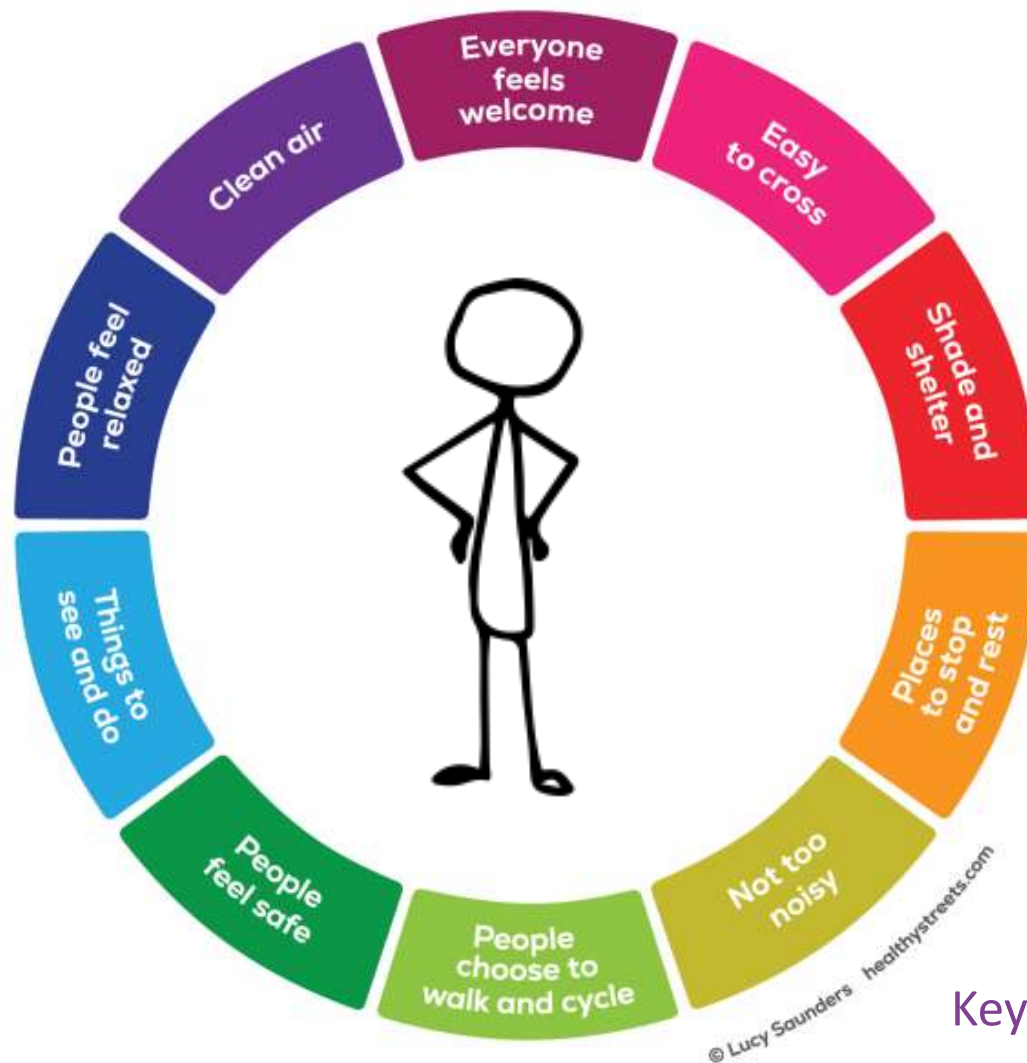 Everyone
feels
welcome
Easy
to cross
Shade and
shelter
Places
to stop
and rest
Not too
noisy
People
choose to
walk and cycle
People
feel safe
Things to
see and do
People feel
relaxed
Clean air
© Lucy Saunders healthystreets.com
Key